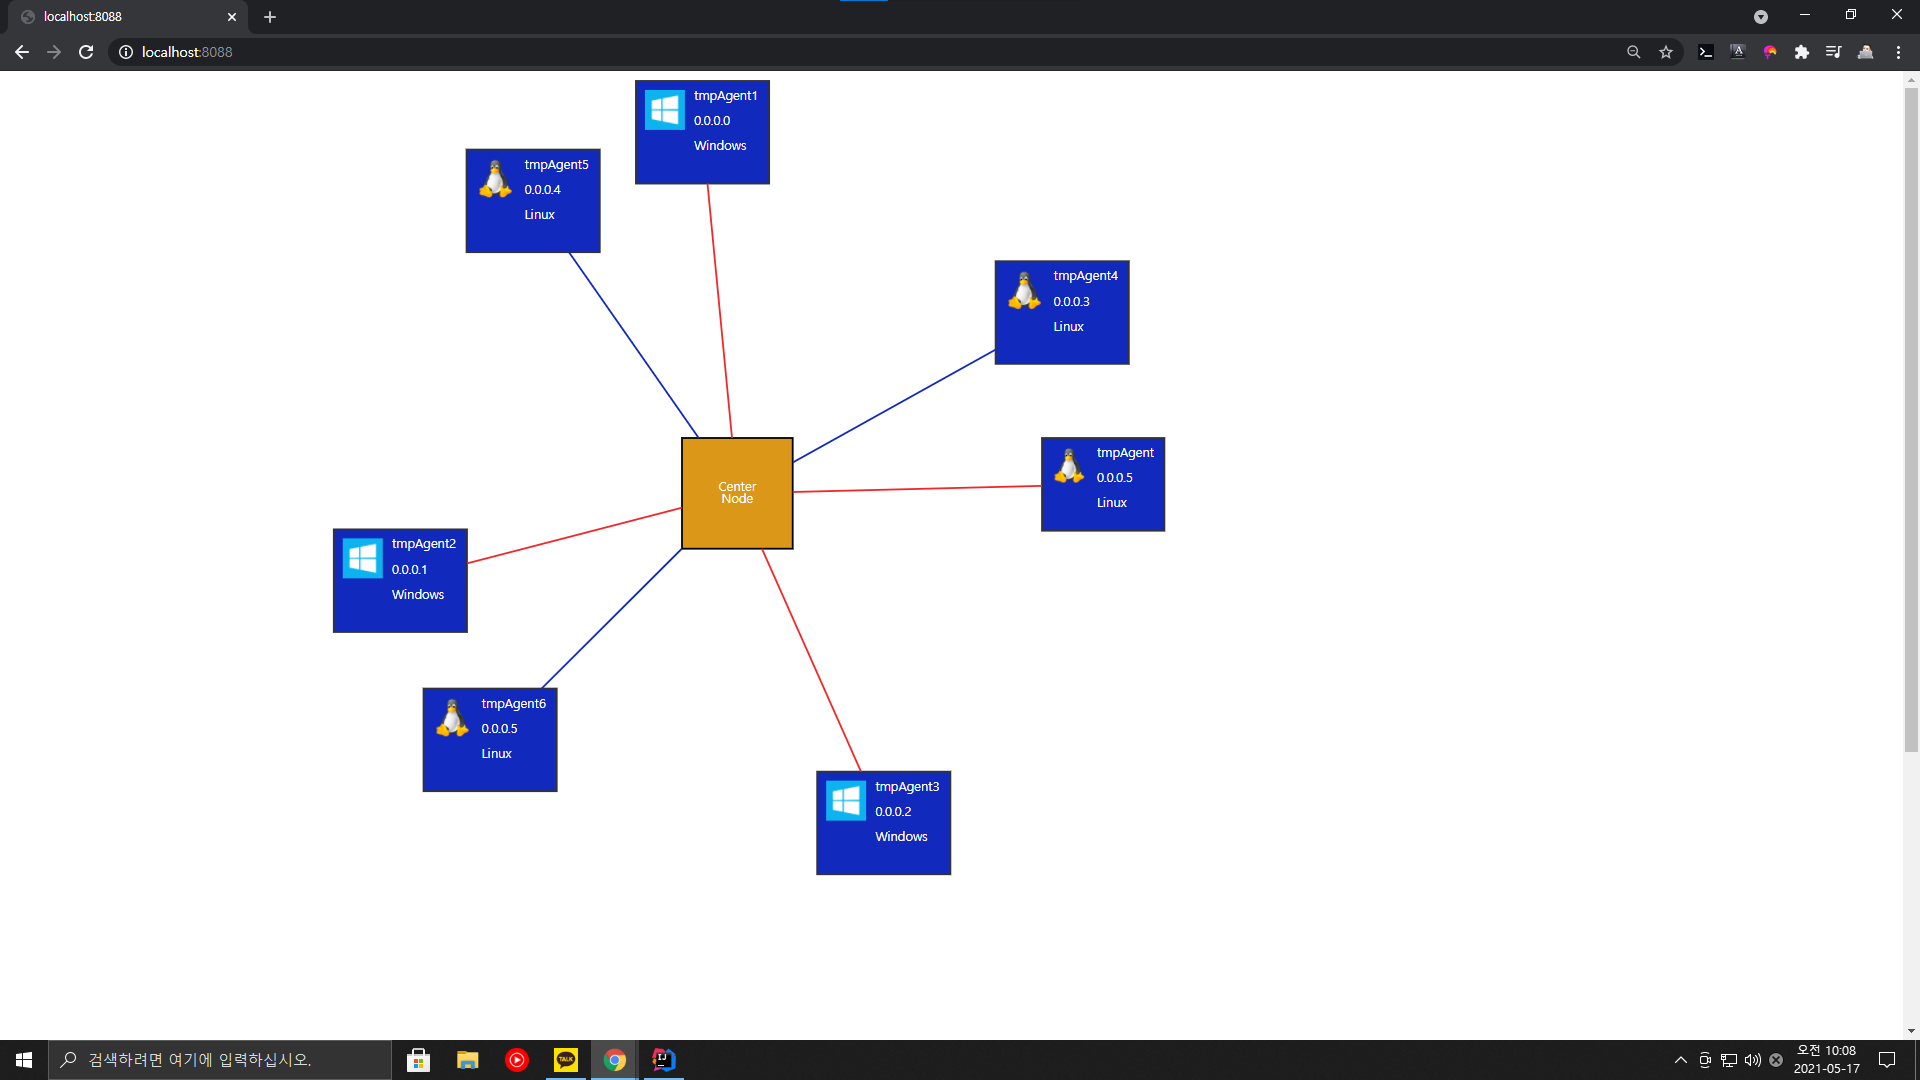 localhost:8088
localhost:8088
tmpAgent1
0.0.0.0
Windows
tmpAgent5
0.0.0.4
Linux
tmpAgent4
0.0.0.3
Linux
Center
Node
tmpAgent
0.0.0.5
Linux
tmpAgent2
0.0.0.1
Windows
tmpAgent6
0.0.0.5
Linux
tmpAgent3
0.0.0.2
Windows
검색하려면 여기에 입력하십시오.
TALK
IJ
오전 10:08
2021-05-17